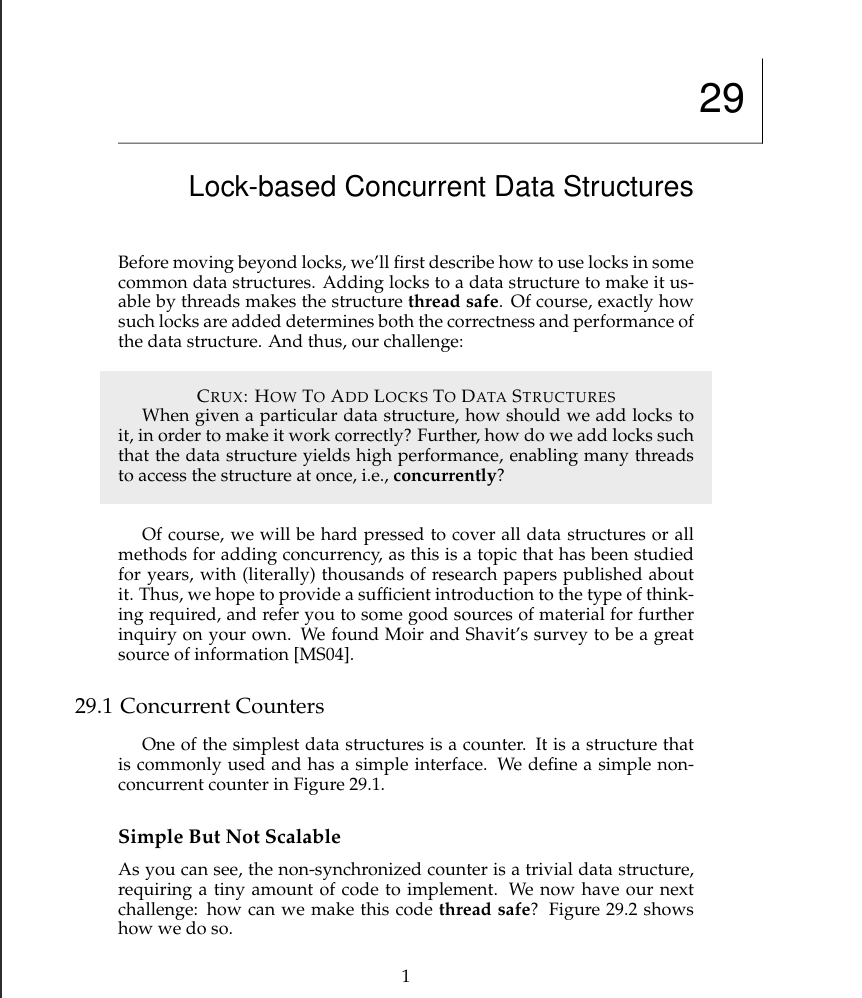 29
Lock-based Concurrent Data Structures
Before moving beyond locks, we'll first describe how to use locks in some
common data structures. Adding locks to a data structure to make it us-
able by threads makes the structure thread safe. Of course, exactly how
such locks are added determines both the correctness and performance of
the data structure. And thus, our challenge:
CRUX: HOW TO ADD LOCKS TO DATA STRUCTURES
When given a particular data structure, how should we add locks to
it, in order to make it work correctly? Further, how do we add locks such
that the data structure yields high performance, enabling many threads
to access the structure at once, i.e., concurrently?
Of course, we will be hard pressed to cover all data structures or all
methods for adding concurrency, as this is a topic that has been studied
for years, with (literally) thousands of research papers published about
it. Thus, we hope to provide a sufficient introduction to the type of think-
ing required, and refer you to some good sources of material for further
inquiry on your own. We found Moir and Shavit's survey to be a great
source of information [MS04].
29.1 Concurrent Counters
One of the simplest data structures is a counter. It is a structure that
is commonly used and has a simple interface. We define a simple non-
concurrent counter in Figure 29.1.
Simple But Not Scalable
As you can see, the non-synchronized counter is a trivial data structure,
requiring a tiny amount of code to implement. We now have our next
challenge: how can we make this code thread safe? Figure 29.2 shows
how we do so.
1